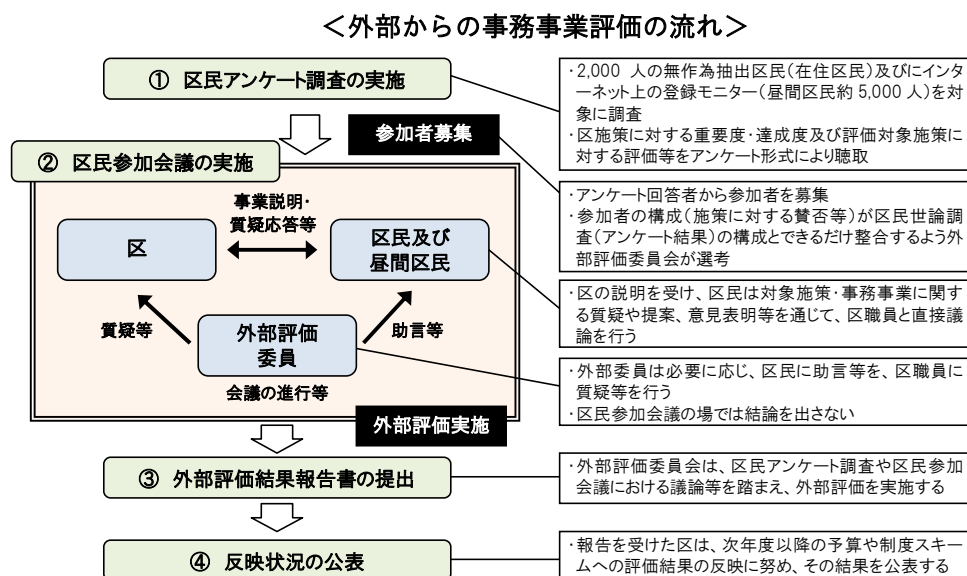 ＜外部からの事務事業評価の流れ＞
① 区民アンケート調査の実施
・2,000 人の無作為抽出区民(在住区民)及びにインタ
ーネット上の登録モニター(昼間区民約 5,000 人)を対
象に調査
・区施策に対する重要度・達成度及び評価対象施策に
対する評価等をアンケート形式により聴取
参加者募集
・アンケート回答者から参加者を募集
・参加者の構成(施策に対する賛否等)が区民世論調
査(アンケート結果)の構成とできるだけ整合するよう外
部評価委員会が選考
② 区民参加会議の実施
事業説明・
質疑応答等
区
区民及び
昼間区民
・区の説明を受け、区民は対象施策・事務事業に関す
る質疑や提案、意見表明等を通じて、区職員と直接議
論を行う
質疑等
外部評価
委員
助言等
会議の進行等
・外部委員は必要に応じ、区民に助言等を、区職員に
質疑等を行う
・区民参加会議の場では結論を出さない
外部評価実施
③ 外部評価結果報告書の提出
・外部評価委員会は、区民アンケート調査や区民参加
会議における議論等を踏まえ、外部評価を実施する
④ 反映状況の公表
・報告を受けた区は、次年度以降の予算や制度スキー
ムへの評価結果の反映に努め、その結果を公表する